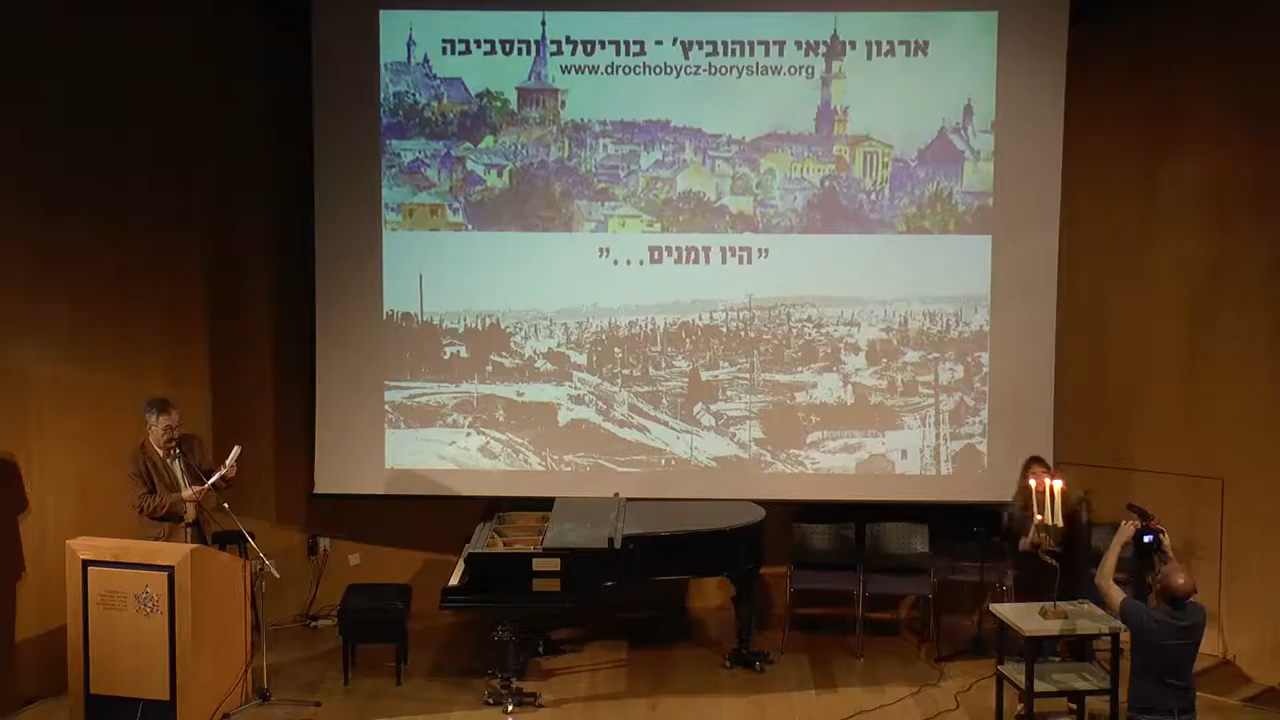 ארגון יוצאי דרוהוביץ' - בוריסלב והסביבה
www.drochobycz-boryslaw.org
"היו זמנים..."